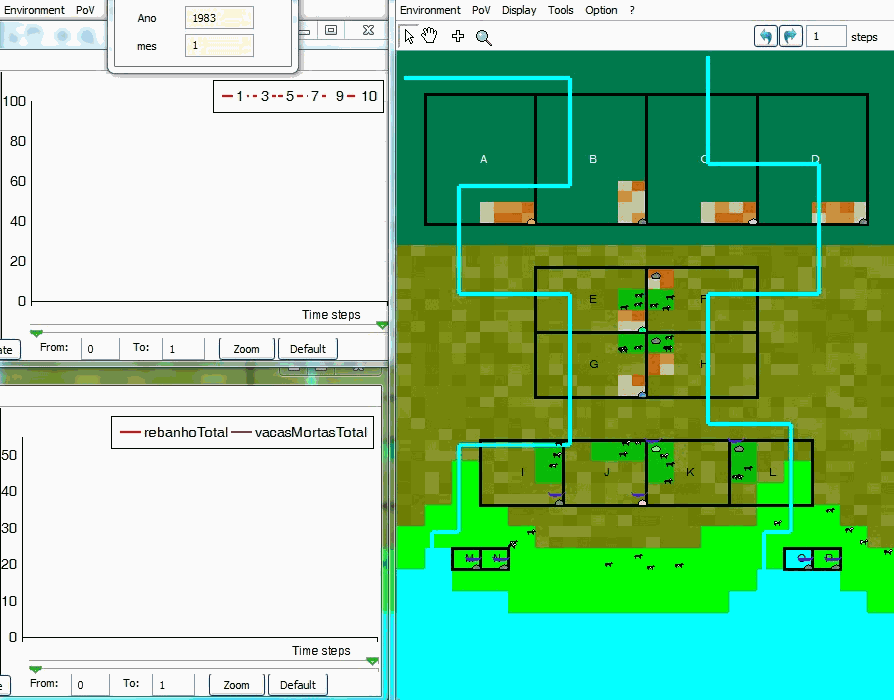 Environment PoV
Ano 1983
mes 1
1 3 5 7 9 10
100
80
60
40
20
0
Time steps
ate From: 0 To: 1 Zoom Default
rebanhoTotal vacasMortasTotal
50
40
30
20
10
0
Time steps
From: 0 To: 1 Zoom Default
Environment PoV Display Tools Option ?
1 steps
A B C D
E F
G H
I J K L
M N